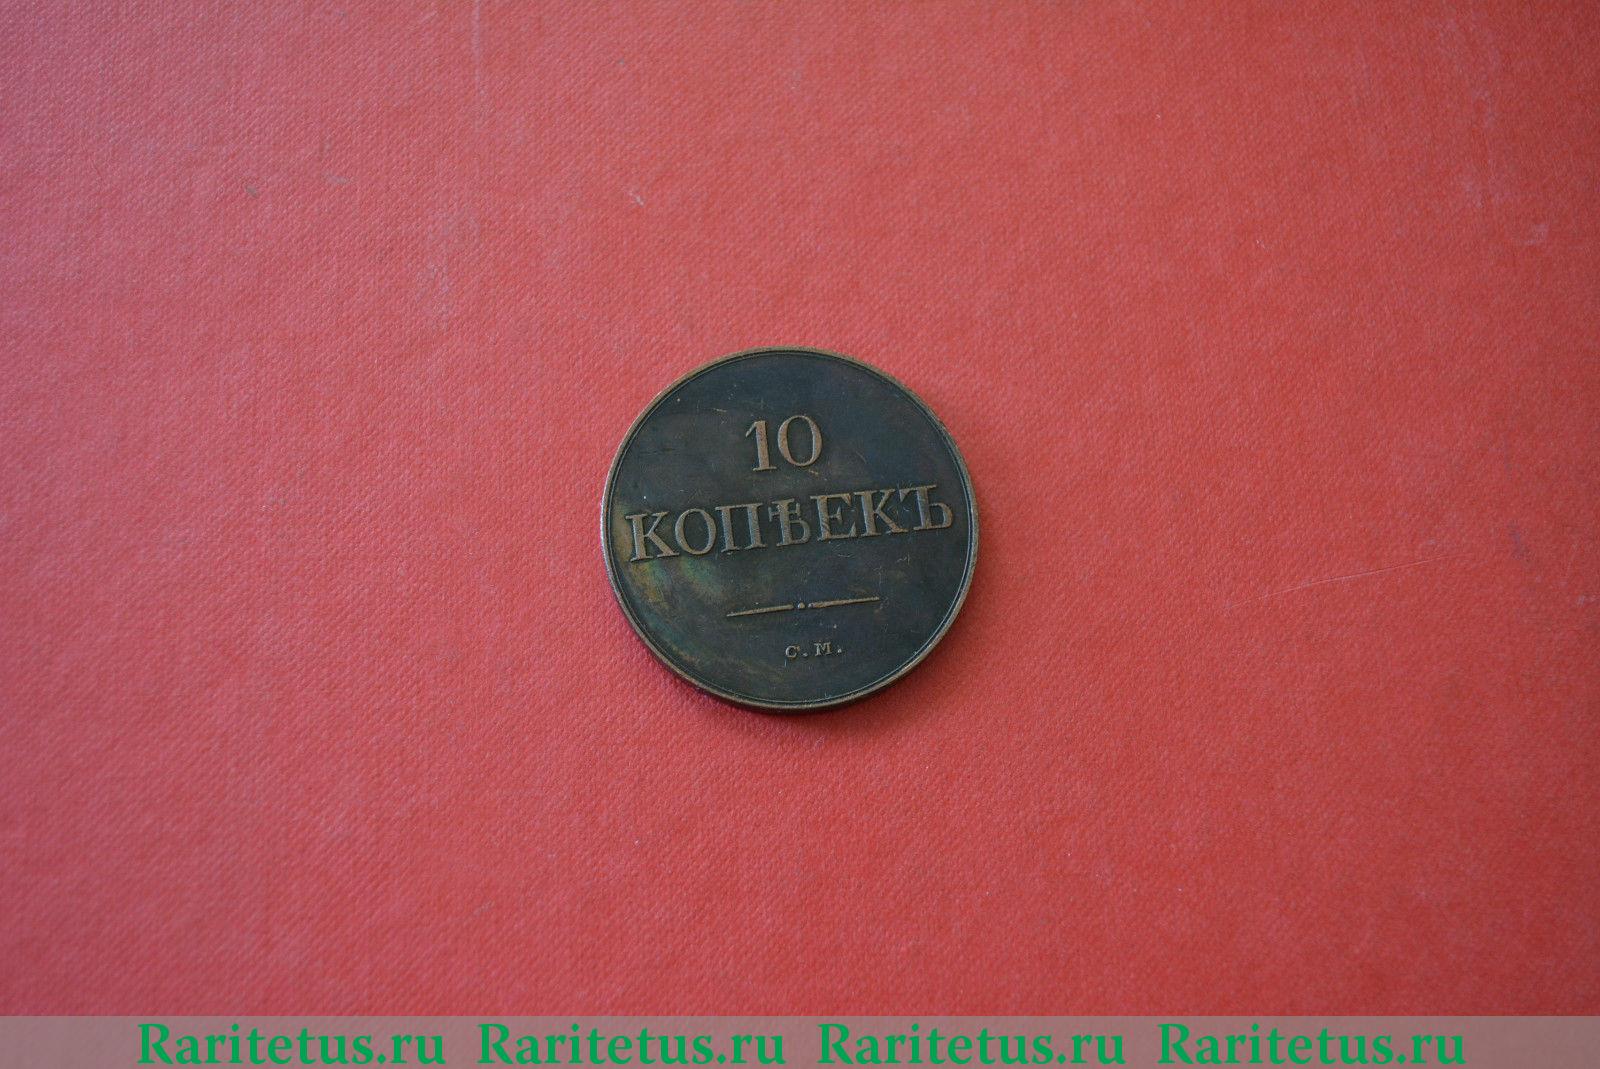 10
КОПѢЕКЪ
С. М.
Raritetus.ru Raritetus.ru Raritetus.ru Raritetus.ru